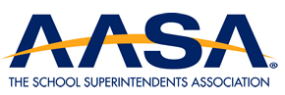 AASA®
THE SCHOOL SUPERINTENDENTS ASSOCIATION